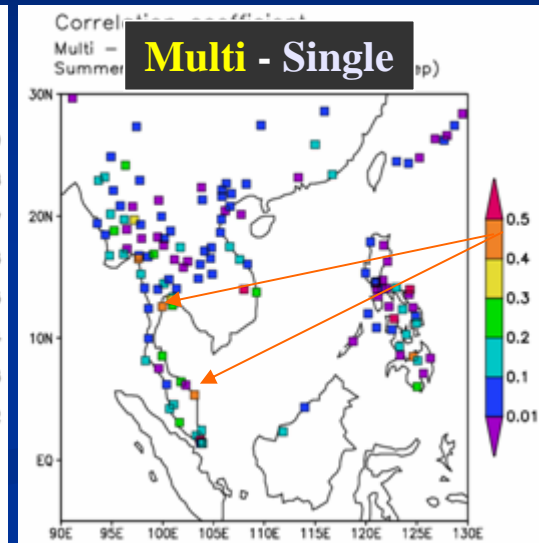 Correlation coefficient
Multi -
Multi - Single
Summer ep)
30N
20N
10N
EQ
90E 95E 100E 105E 110E 115E 120E 125E 130E
0.5
0.4
0.3
0.2
0.1
0.01